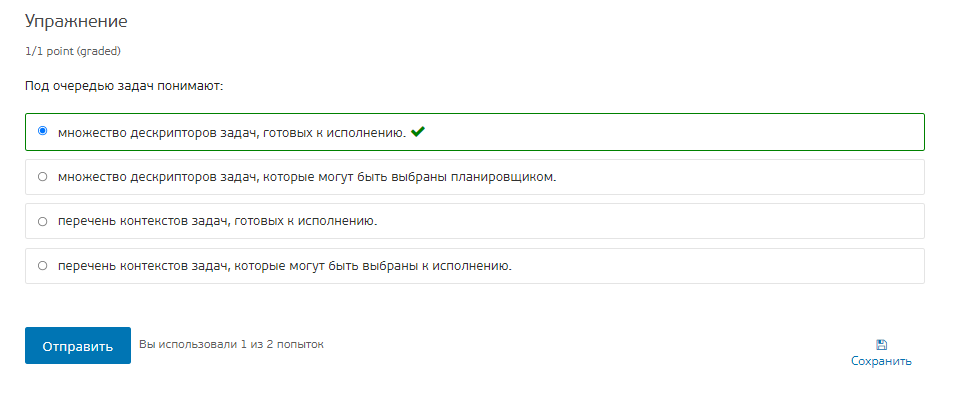 Упражнение
1/1 point (graded)
Под очередью задач понимают:
множество дескрипторов задач, готовых к исполнению.
множество дескрипторов задач, которые могут быть выбраны планировщиком.
перечень контекстов задач, готовых к исполнению.
перечень контекстов задач, которые могут быть выбраны к исполнению.
Отправить
Вы использовали 1 из 2 попыток
Сохранить